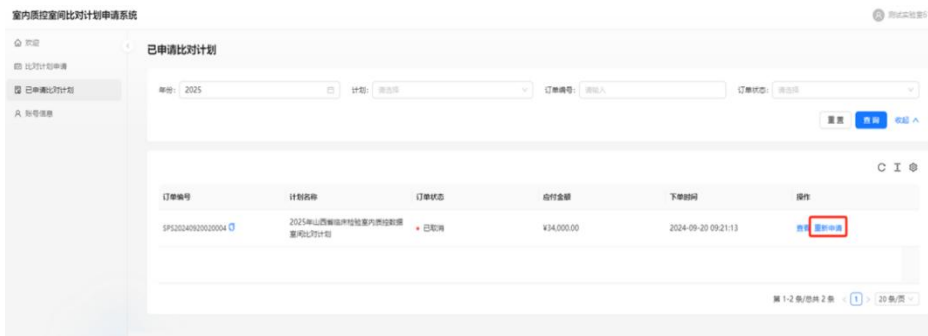 室内质控室间比对计划申请系统
测试实验室5
欢迎
比对计划申请
已申请比对计划
账号信息
已申请比对计划
年份: 2025 计划: 请选择 订单编号: 请输入 订单状态: 请选择
重置 查询 收起
订单编号 计划名称 订单状态 应付金额 下单时间 操作
SPS20240920020004 2025年山西省临床检验室内质控数据室间比对计划 已取消 ¥34,000.00 2024-09-20 09:21:13 查看 重新申请
第 1-2 条/总共 2 条 1 20 条/页